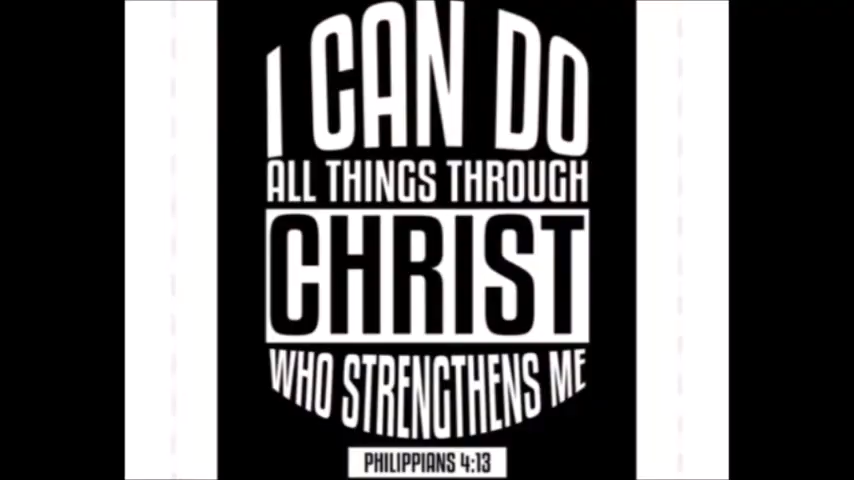 I CAN DO
ALL THINGS THROUGH
CHRIST
WHO STRENGTHENS ME
PHILIPPIANS 4:13